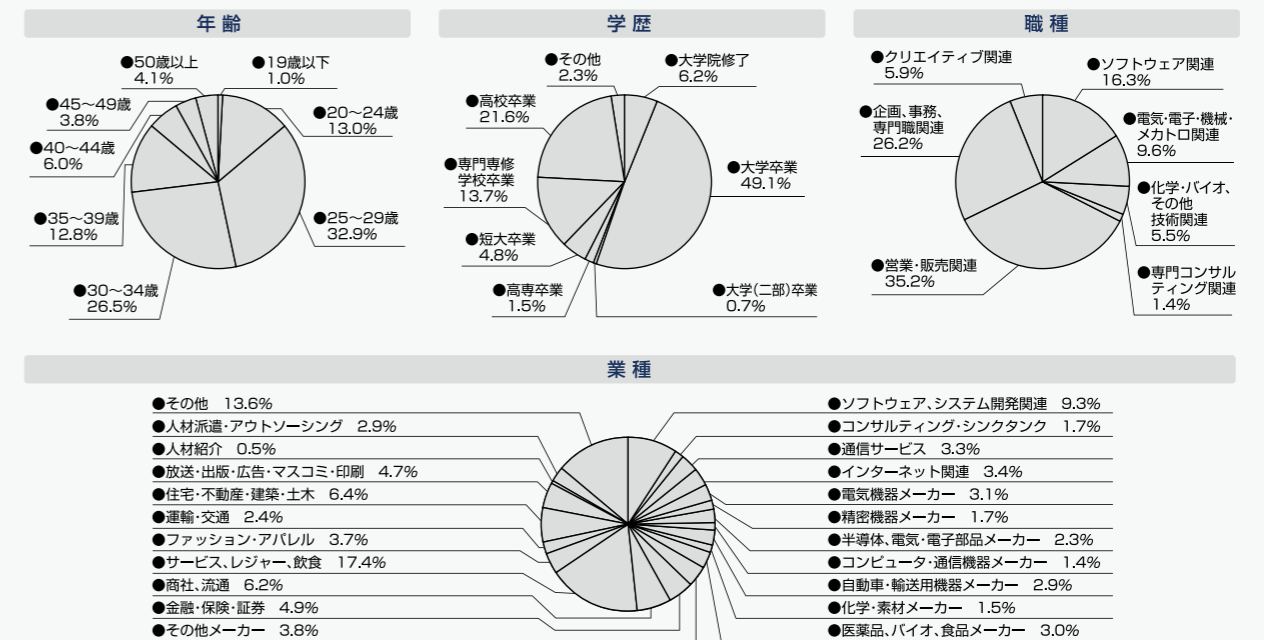 年齢
●50歳以上
4.1%
●19歳以下
1.0%
●45〜49歳
3.8%
●20〜24歳
13.0%
●40〜44歳
6.0%
●35〜39歳
12.8%
●25〜29歳
32.9%
●30〜34歳
26.5%
学歴
●その他
2.3%
●大学院修了
6.2%
●高校卒業
21.6%
●専門専修
学校卒業
13.7%
●大学卒業
49.1%
●短大卒業
4.8%
●高専卒業
1.5%
●大学(二部)卒業
0.7%
職種
●クリエイティブ関連
5.9%
●ソフトウェア関連
16.3%
●企画、事務、
専門職関連
26.2%
●電気・電子・機械・
メカトロ関連
9.6%
●化学・バイオ、
その他
技術関連
5.5%
●営業・販売関連
35.2%
●専門コンサル
ティング関連
1.4%
業種
●その他 13.6%
●人材派遣・アウトソーシング 2.9%
●人材紹介 0.5%
●放送・出版・広告・マスコミ・印刷 4.7%
●住宅・不動産・建築・土木 6.4%
●運輸・交通 2.4%
●ファッション・アパレル 3.7%
●サービス、レジャー、飲食 17.4%
●商社、流通 6.2%
●金融・保険・証券 4.9%
●その他メーカー 3.8%
●ソフトウェア、システム開発関連 9.3%
●コンサルティング・シンクタンク 1.7%
●通信サービス 3.3%
●インターネット関連 3.4%
●電気機器メーカー 3.1%
●精密機器メーカー 1.7%
●半導体、電気・電子部品メーカー 2.3%
●コンピュータ・通信機器メーカー 1.4%
●自動車・輸送用機器メーカー 2.9%
●化学・素材メーカー 1.5%
●医薬品、バイオ、食品メーカー 3.0%